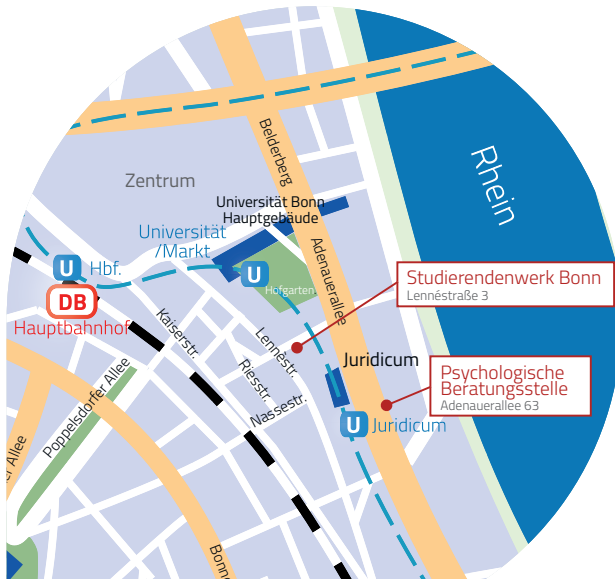 Belderberg
Rhein
Zentrum
Universität Bonn
Hauptgebäude
Universität
/Markt
U
Hbf.
U
Adenauerallee
Studierendenwerk Bonn
Lennéstraße 3
Hofgarten
DB
Hauptbahnhof
Kaiserstr.
Lennéstr.
Juridicum
Riesstr.
Psychologische
Beratungsstelle
Adenauerallee 63
Poppelsdorfer Allee
Nassestr.
U
Juridicum
Allee
Bonne